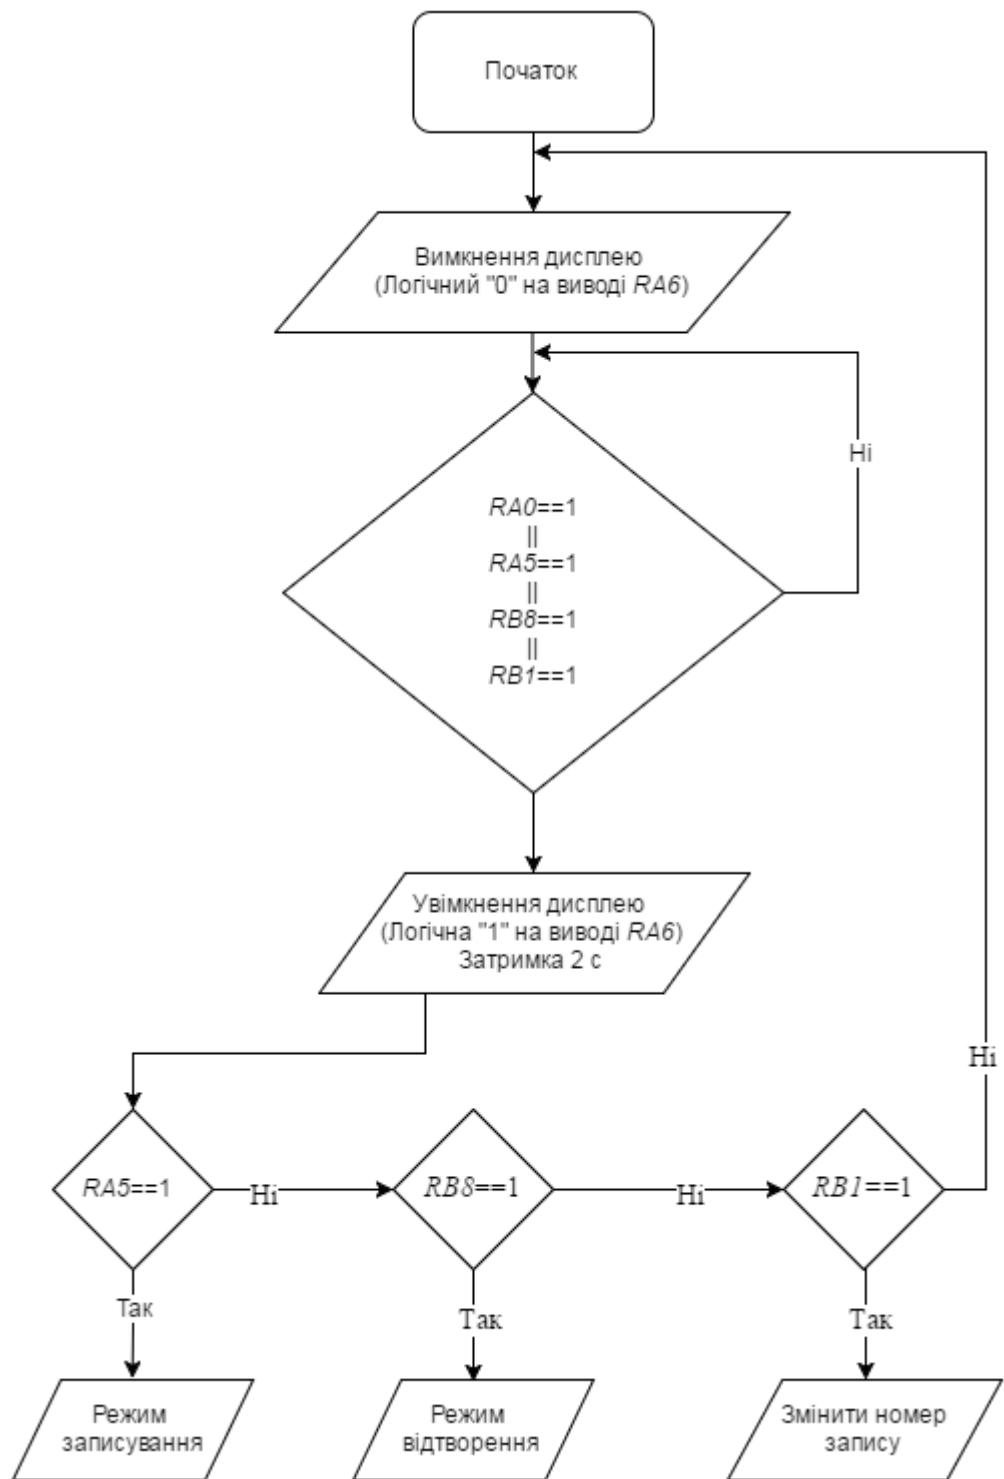 Початок
Вимкнення дисплею
(Логічний "0" на виводі RA6)
Ні
RA0==1
||
RA5==1
||
RB8==1
||
RB1==1
Увімкнення дисплею
(Логічна "1" на виводі RA6)
Затримка 2 с
Ні
RA5==1
Ні
RB8==1
Ні
RB1==1
Так
Так
Так
Режим
записування
Режим
відтворення
Змінити номер
запису